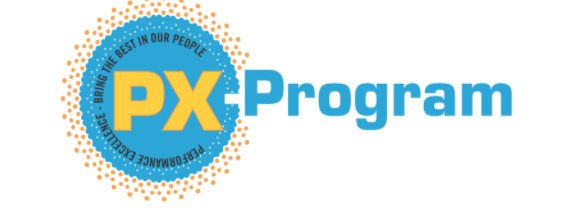 BRING THE BEST IN OUR PEOPLE -
PX-Program
PERFORMANCE EXCELLENCE